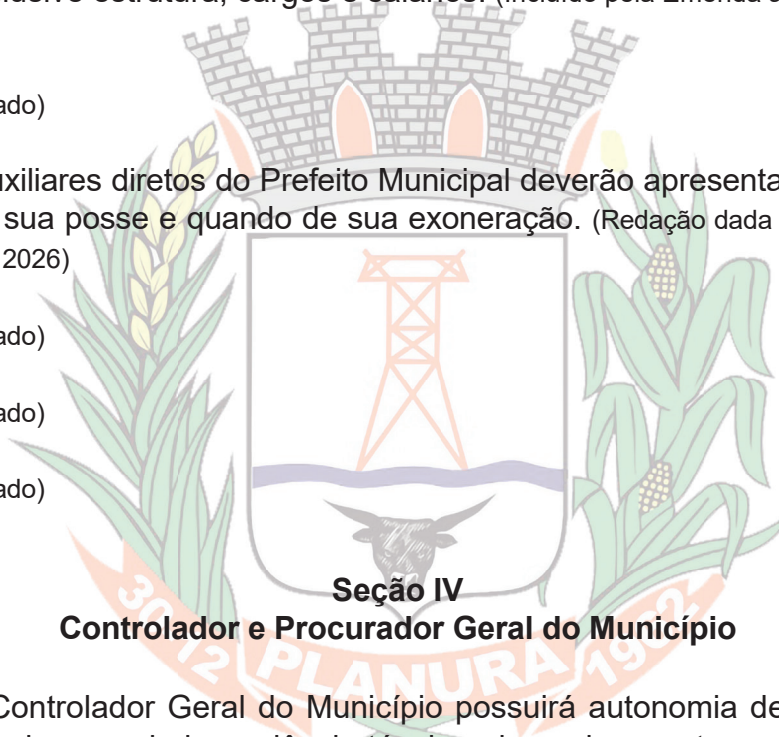 ado)
uxiliares diretos do Prefeito Municipal deverão apresenta
sua posse e quando de sua exoneração. (Redação dada
2026)
ado)
ado)
ado)
Seção IV
Controlador e Procurador Geral do Município
30 12 PLANURA 1962
Controlador Geral do Município possuirá autonomia de